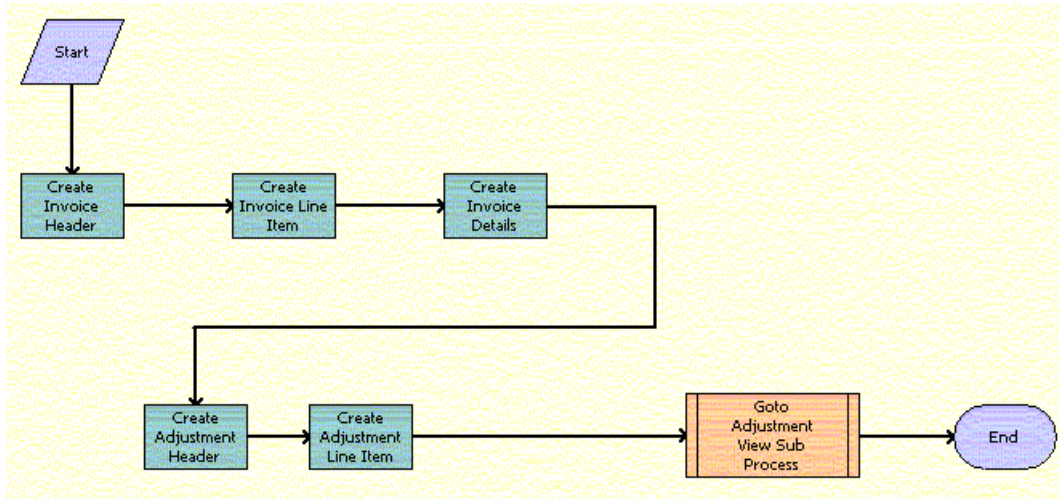 Start
Create
Invoice
Header
Create
Invoice Line
Item
Create
Invoice
Details
Create
Adjustment
Header
Create
Adjustment
Line Item
Goto
Adjustment
View Sub
Process
End